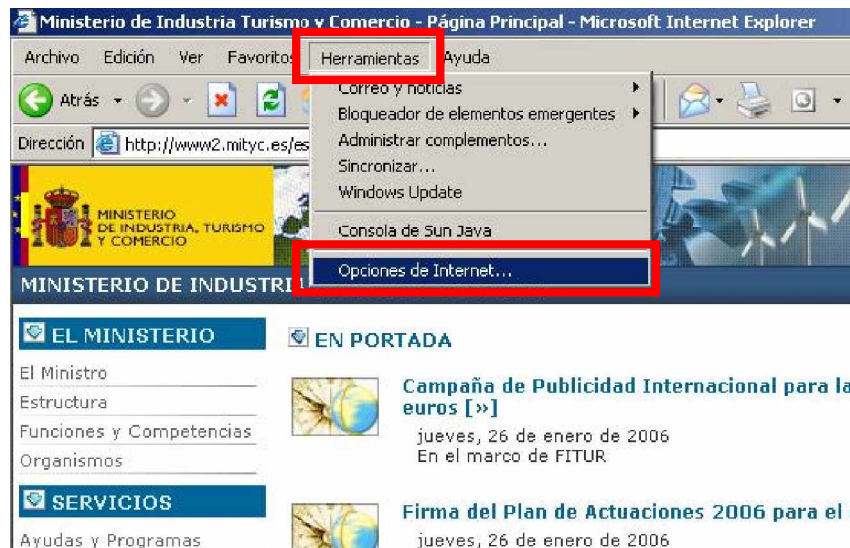 Ministerio de Industria Turismo y Comercio - Página Principal - Microsoft Internet Explorer
Archivo Edición Ver Favoritos Herramientas Ayuda
Atrás
Correo y noticias
Bloqueador de elementos emergentes
Administrar complementos...
Sincronizar...
Windows Update
Consola de Sun Java
Opciones de Internet...
Dirección http://www2.mityc.es/es
MINISTERIO
DE INDUSTRIA, TURISMO
Y COMERCIO
MINISTERIO DE INDUSTRI
EL MINISTERIO
El Ministro
Estructura
Funciones y Competencias
Organismos
SERVICIOS
Ayudas y Programas
EN PORTADA
Campaña de Publicidad Internacional para la
euros [»]
jueves, 26 de enero de 2006
En el marco de FITUR
Firma del Plan de Actuaciones 2006 para el
jueves, 26 de enero de 2006